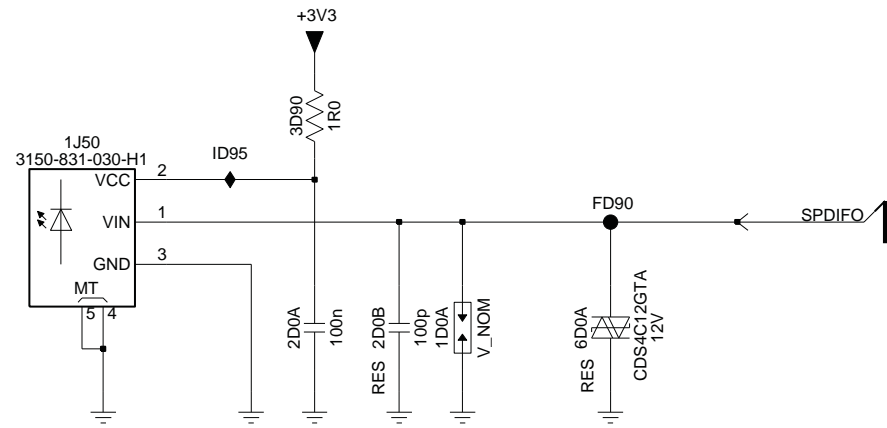 +3V3
3D90
1R0
1J50
3150-831-030-H1
ID95
2
VCC
FD90
1
VIN
SPDIFO
3
GND
MT
5 4
2D0A
100n
RES 2D0B
100p
1D0A
V_NOM
RES 6D0A
CDS4C12GTA
12V